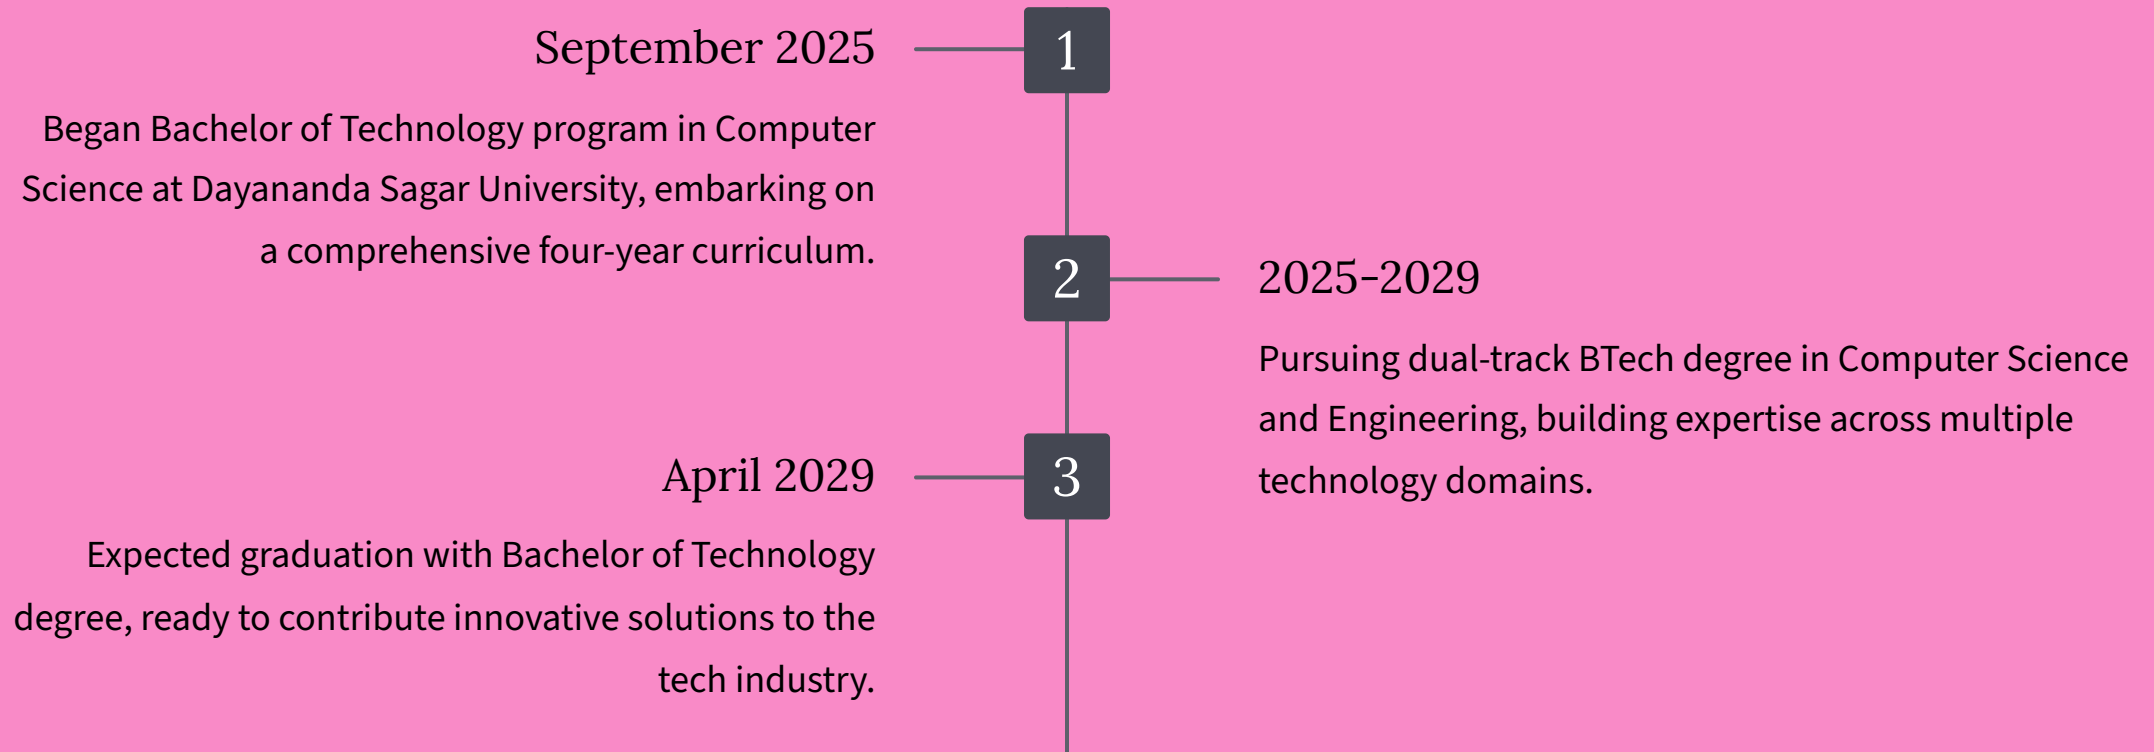 September 2025
1
Began Bachelor of Technology program in Computer
Science at Dayananda Sagar University, embarking on
a comprehensive four-year curriculum.
2
2025-2029
Pursuing dual-track BTech degree in Computer Science
and Engineering, building expertise across multiple
technology domains.
April 2029
3
Expected graduation with Bachelor of Technology
degree, ready to contribute innovative solutions to the
tech industry.